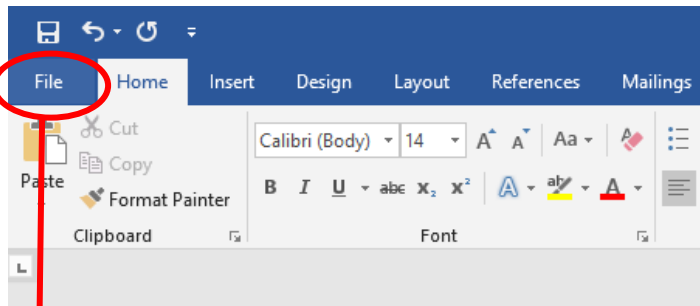 File Home Insert Design Layout References Mailings
Cut
Calibri (Body) 14 A A Aa
Copy
Paste
B I U abc X₂ X² A ab A
Format Painter
Clipboard Font